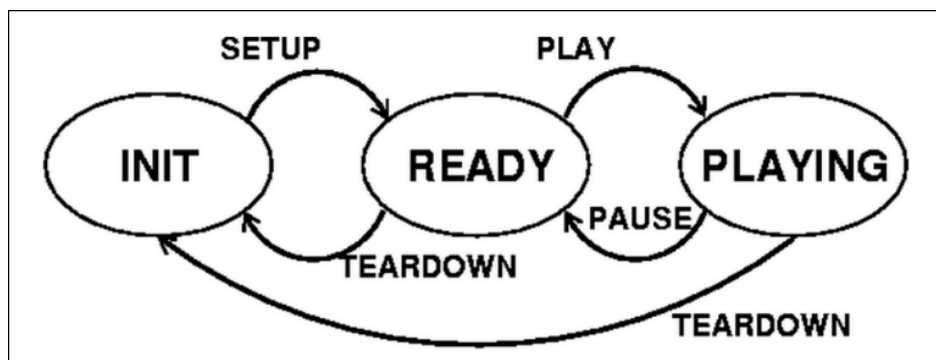 SETUP
PLAY
INIT
READY
PLAYING
PAUSE
TEARDOWN
TEARDOWN